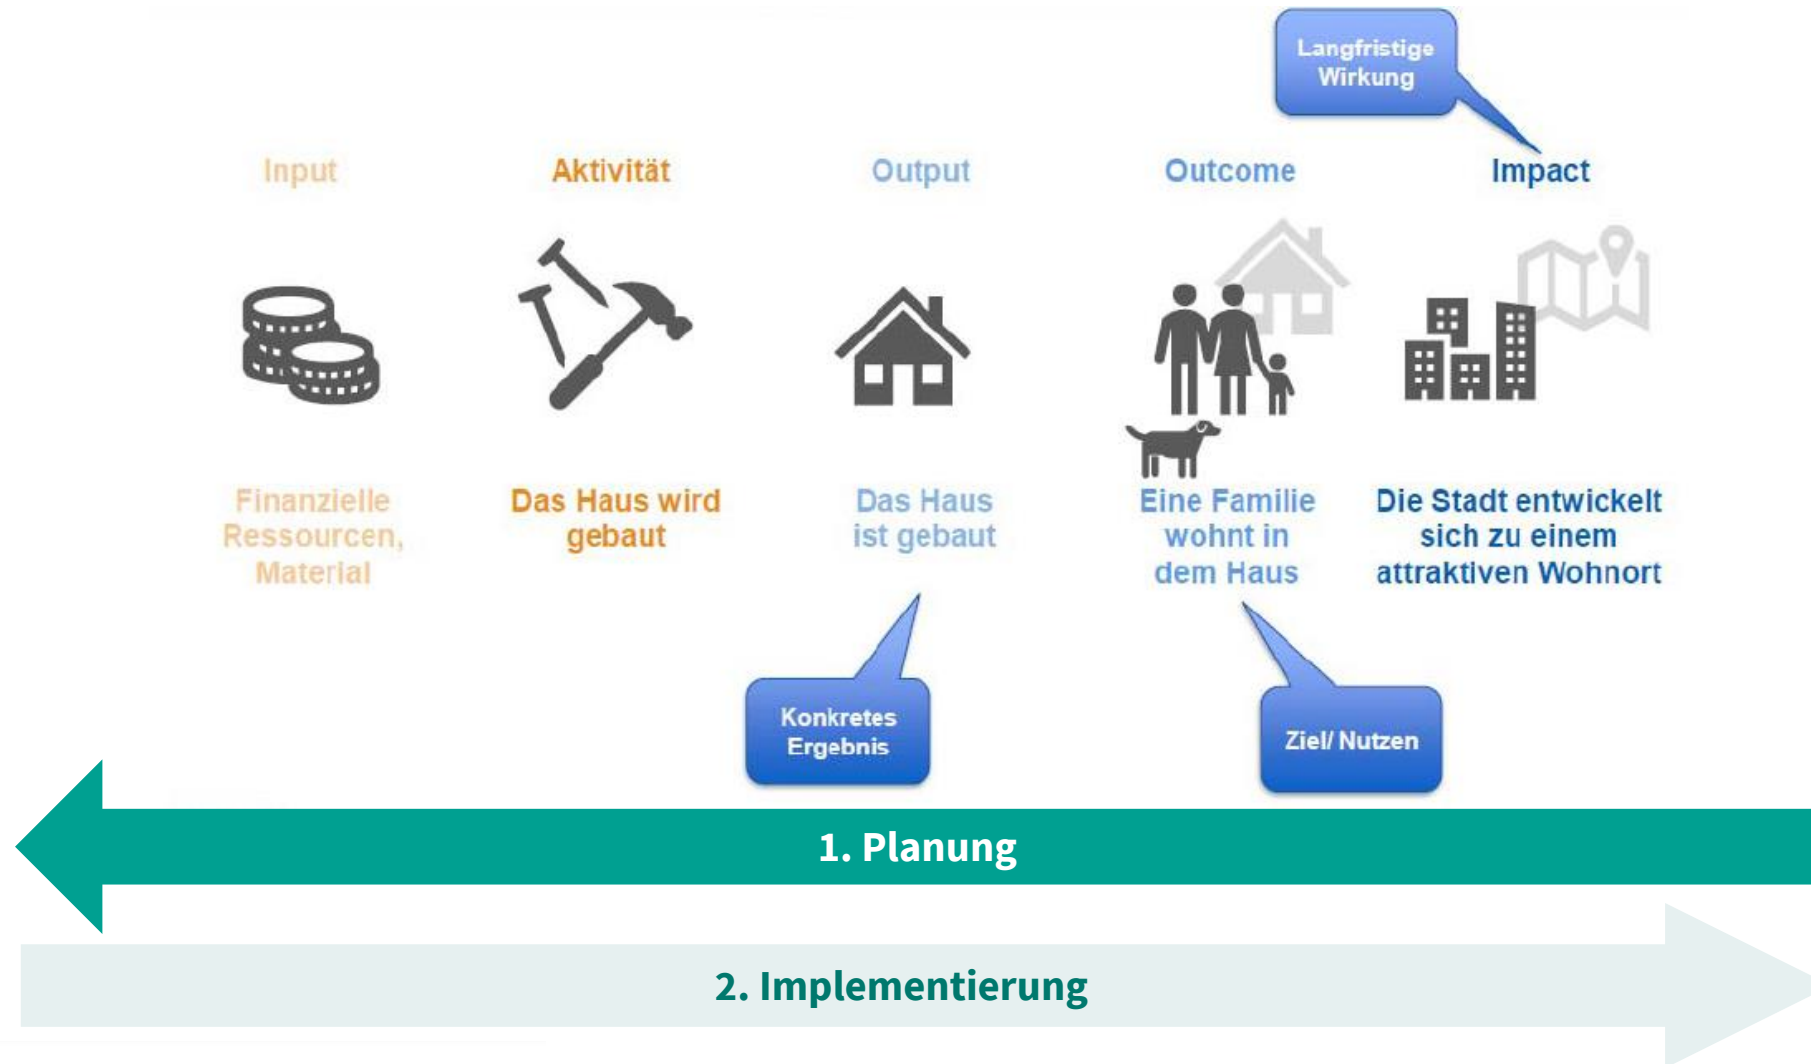 Langfristige
Wirkung
Input
Aktivität
Output
Outcome
Impact
Finanzielle
Ressourcen,
Material
Das Haus wird
gebaut
Das Haus
ist gebaut
Eine Familie
wohnt in
dem Haus
Die Stadt entwickelt
sich zu einem
attraktiven Wohnort
Konkretes
Ergebnis
Ziel/ Nutzen
1. Planung
2. Implementierung